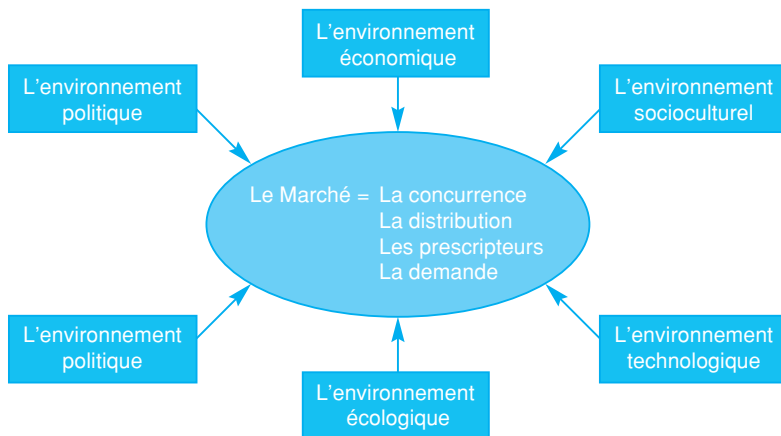 L’environnement
économique
L’environnement
politique
L’environnement
socioculturel
Le Marché = La concurrence
La distribution
Les prescripteurs
La demande
L’environnement
politique
L’environnement
technologique
L’environnement
écologique